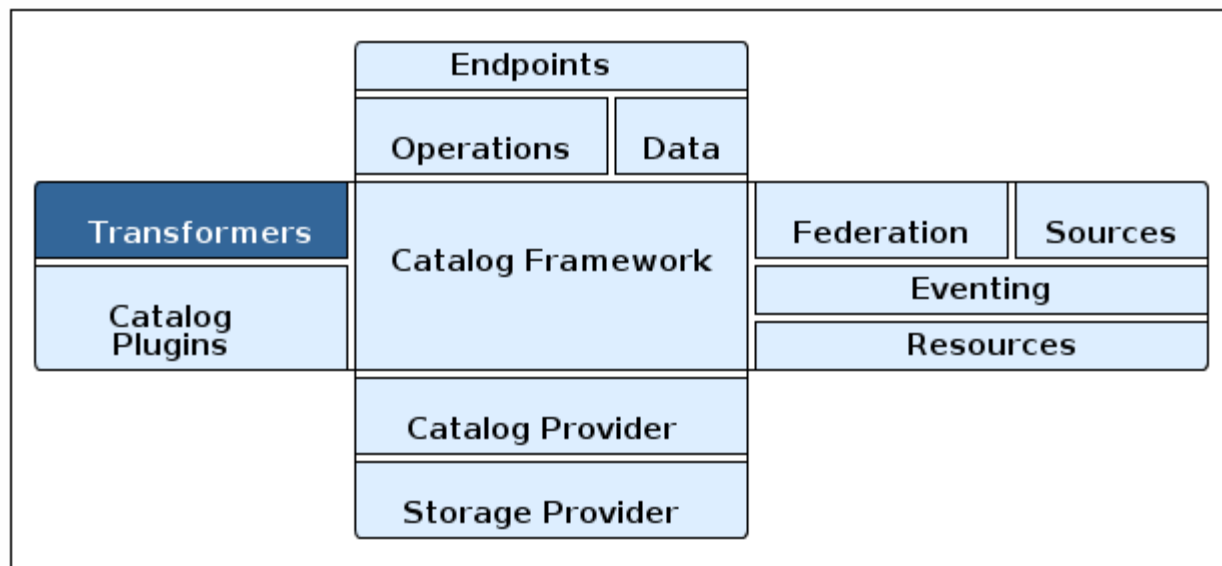 Endpoints
Operations
Data
Transformers
Catalog Framework
Federation
Sources
Eventing
Catalog
Plugins
Resources
Catalog Provider
Storage Provider